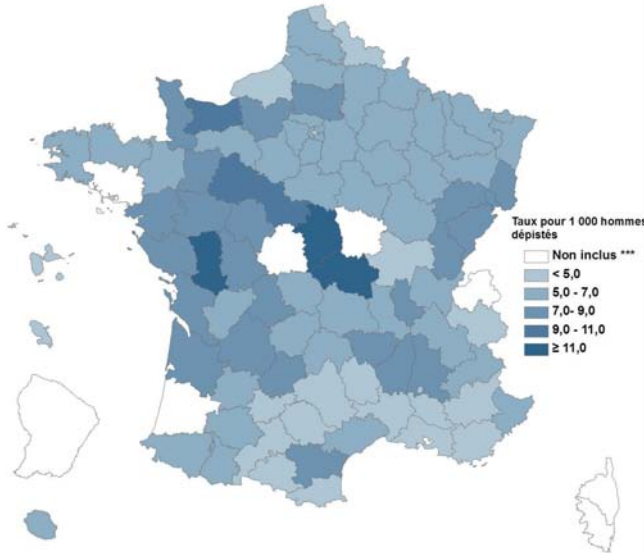 Taux pour 1 000 hommes
dépistés
Non inclus ***
< 5,0
5,0 - 7,0
7,0- 9,0
9,0 - 11,0
≥ 11,0